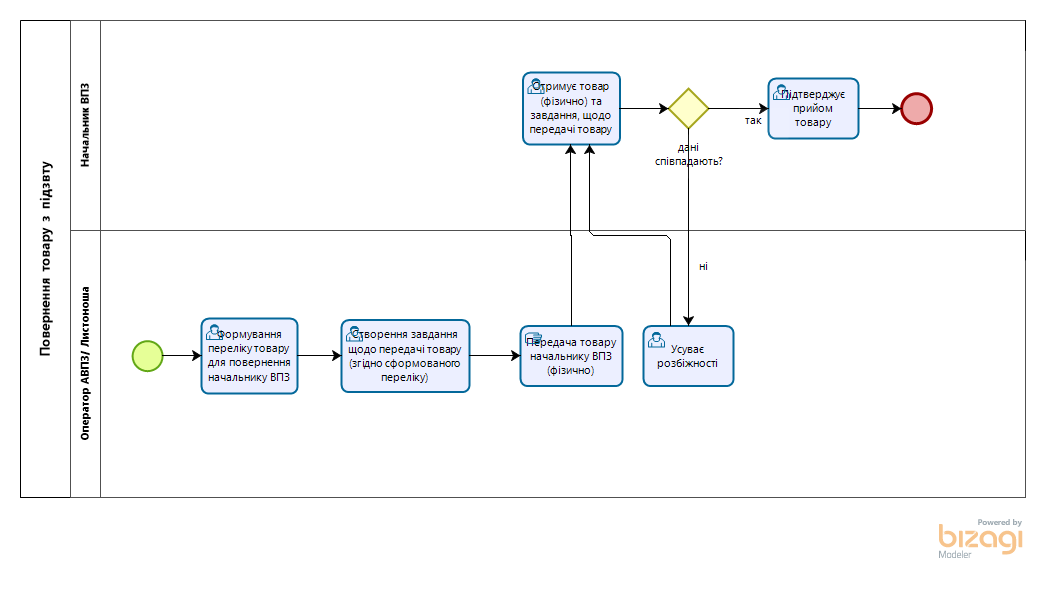 Повернення товару з підзвту
Начальник ВПЗ
Отримує товар
(фізично) та
завдання, щодо
передачі товару
дані
співпадають?
так
Підтверджує
прийом
товару
ні
Оператор АВПЗ/ Листоноша
Формування
переліку товару
для повернення
начальнику ВПЗ
Створення завдання
щодо передачі товару
(згідно сформованого
переліку)
Передача товару
начальнику ВПЗ
(фізично)
Усуває
розбіжності
Powered by
bizagi
Modeler